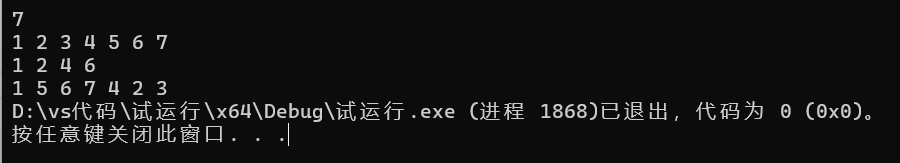 7
1 2 3 4 5 6 7
1 2 4 6
1 5 6 7 4 2 3
D:\vs代码\试运行\x64\Debug\试运行.exe (进程 1868)已退出，代码为 0 (0x0)。
按任意键关闭此窗口. . .